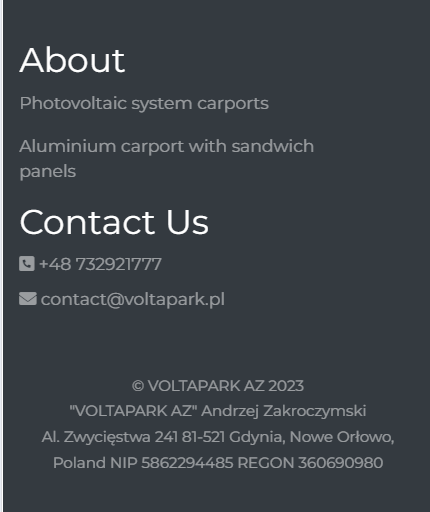 About
Photovoltaic system carports
Aluminium carport with sandwich
panels
Contact Us
+48 732921777
contact@voltapark.pl
© VOLTAPARK AZ 2023
"VOLTAPARK AZ" Andrzej Zakroczymski
Al. Zwycięstwa 241 81-521 Gdynia, Nowe Orłowo,
Poland NIP 5862294485 REGON 360690980